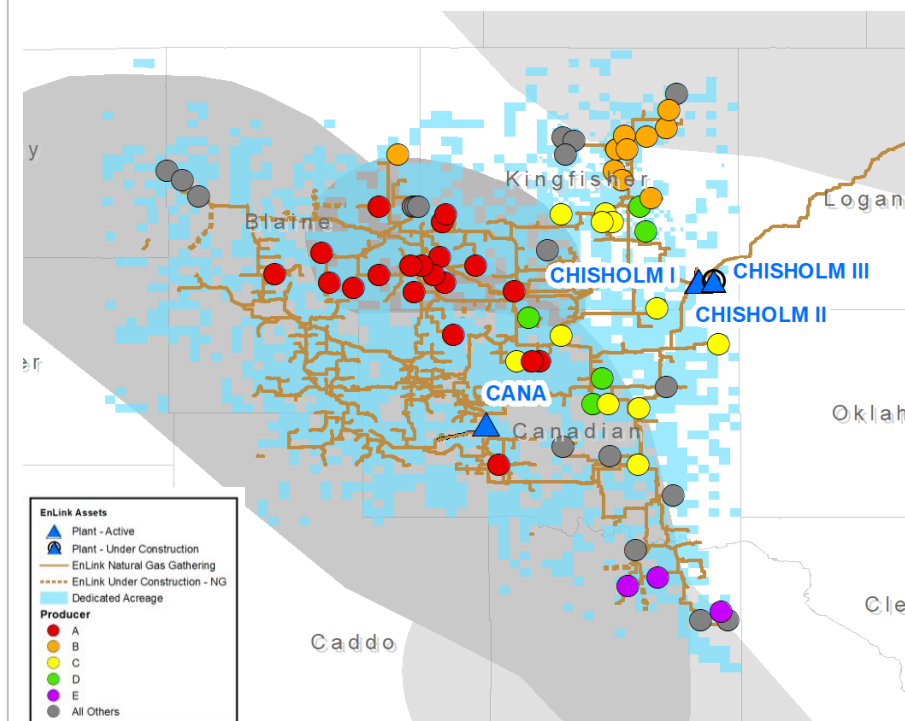 y
Kingfisher
Logan
Blaine
CHISHOLM I
CHISHOLM III
CHISHOLM II
er
CANA
Oklah
Canadian
EnLink Assets
Plant - Active
Plant - Under Construction
EnLink Natural Gas Gathering
EnLink Under Construction - NG
Dedicated Acreage
Producer
A
B
C
D
E
All Others
Cle
Caddo